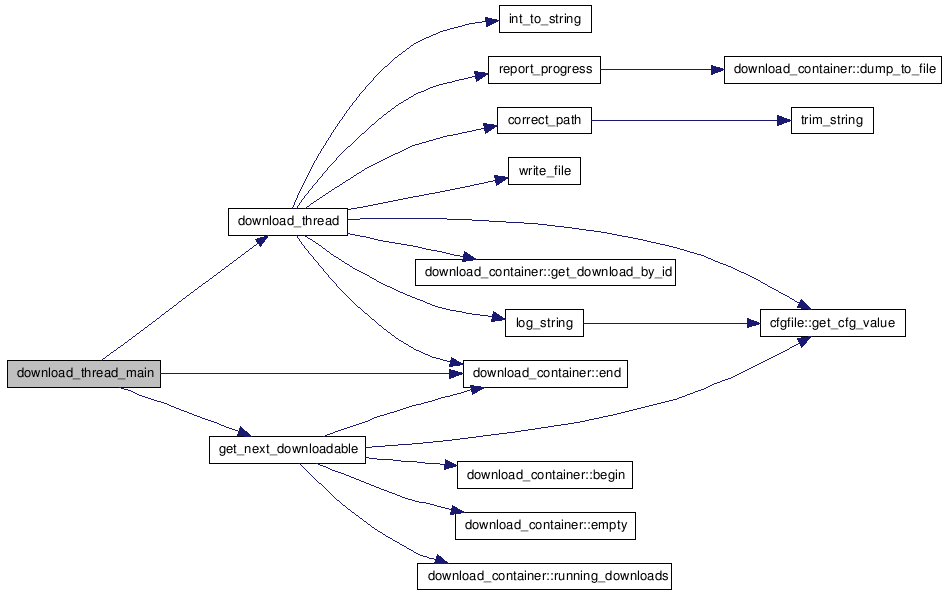 int_to_string
report_progress
download_container::dump_to_file
correct_path
trim_string
write_file
download_thread
download_container::get_download_by_id
log_string
cfgfile::get_cfg_value
download_thread_main
download_container::end
get_next_downloadable
download_container::begin
download_container::empty
download_container::running_downloads